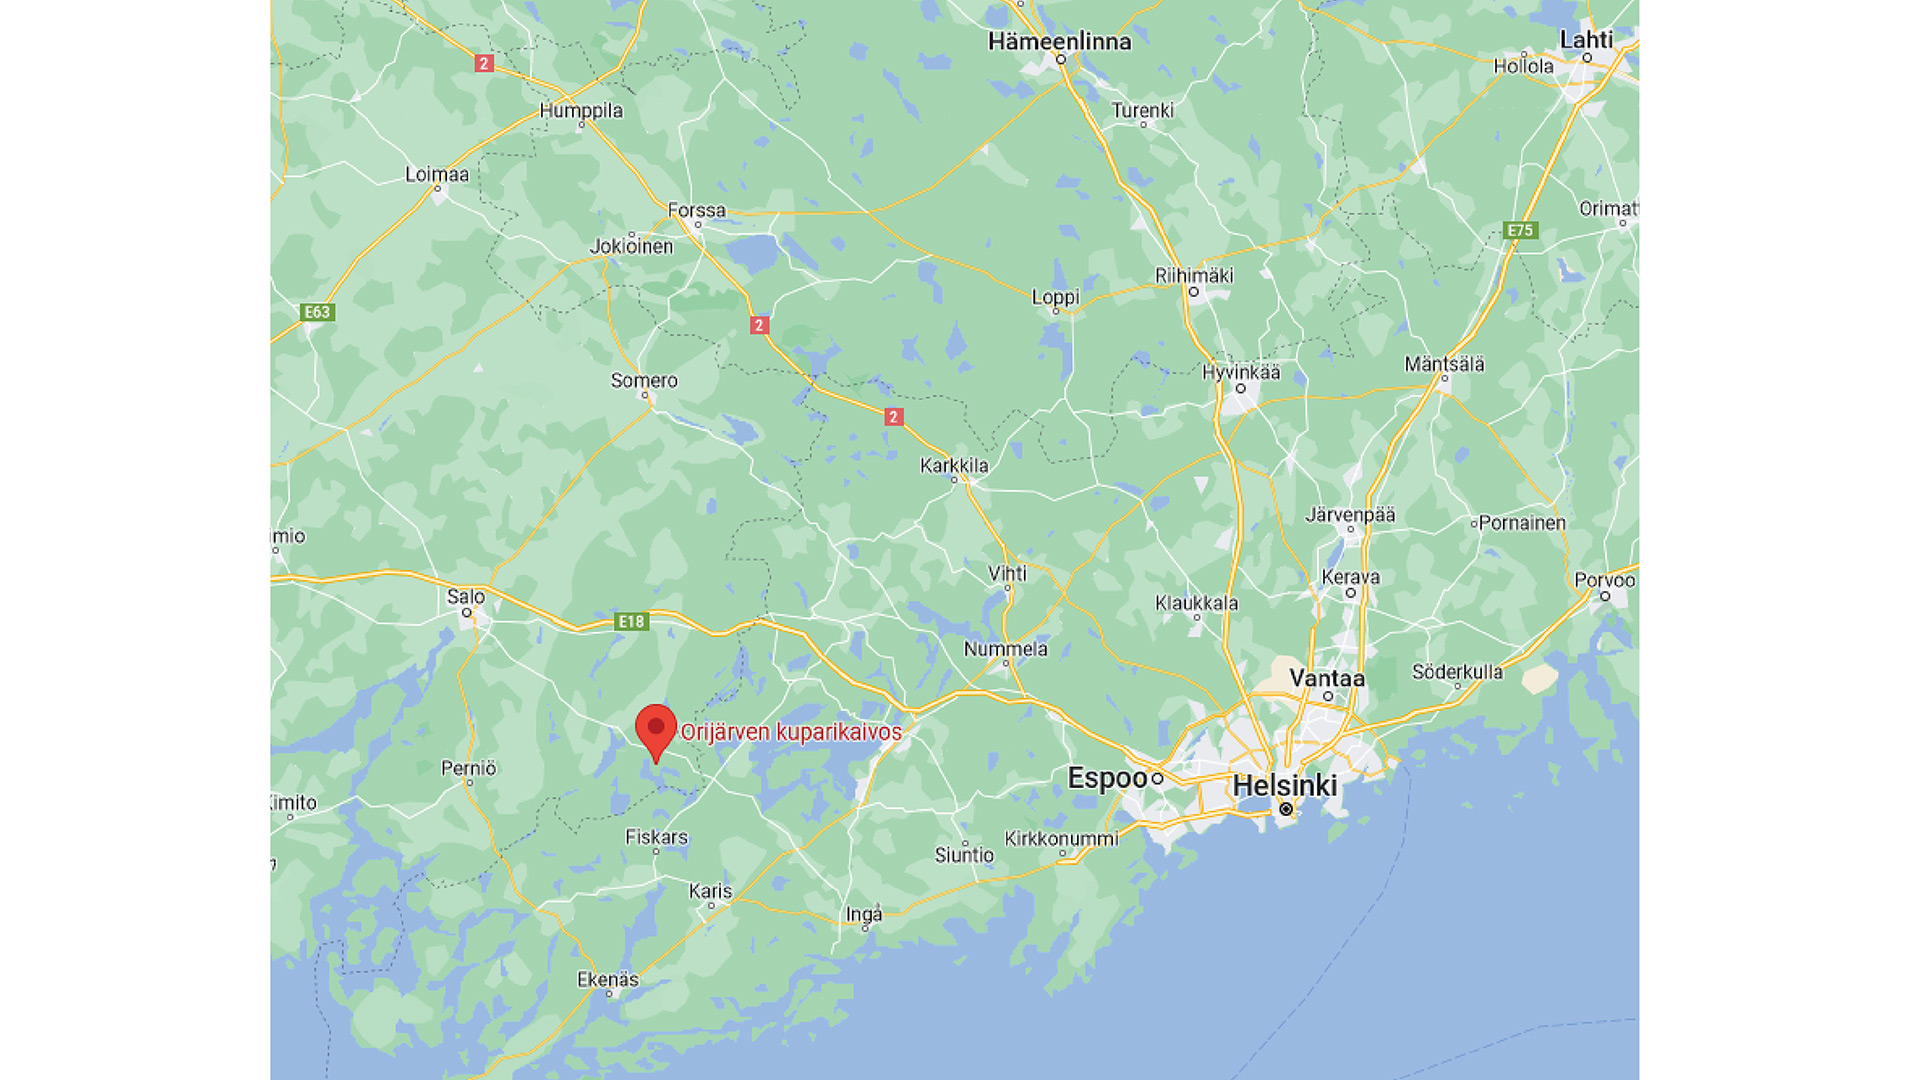 Hämeenlinna
Lahti
Hollola
2
Humppila
Turenki
Loimaa
Forssa
Orimatt
Jokioinen
E75
Riihimäki
Loppi
E63
2
Mäntsälä
Hyvinkää
Somero
2
Karkkila
Järvenpää
Pornainen
mio
Vihti
Kerava
Porvoo
Salo
Klaukkala
E18
Nummela
Söderkulla
Vantaa
Orijärven kuparikaivos
Perniö
Espoo
Helsinki
Kimito
Fiskars
Kirkkonummi
Siuntio
Karis
Ingå
Ekenäs